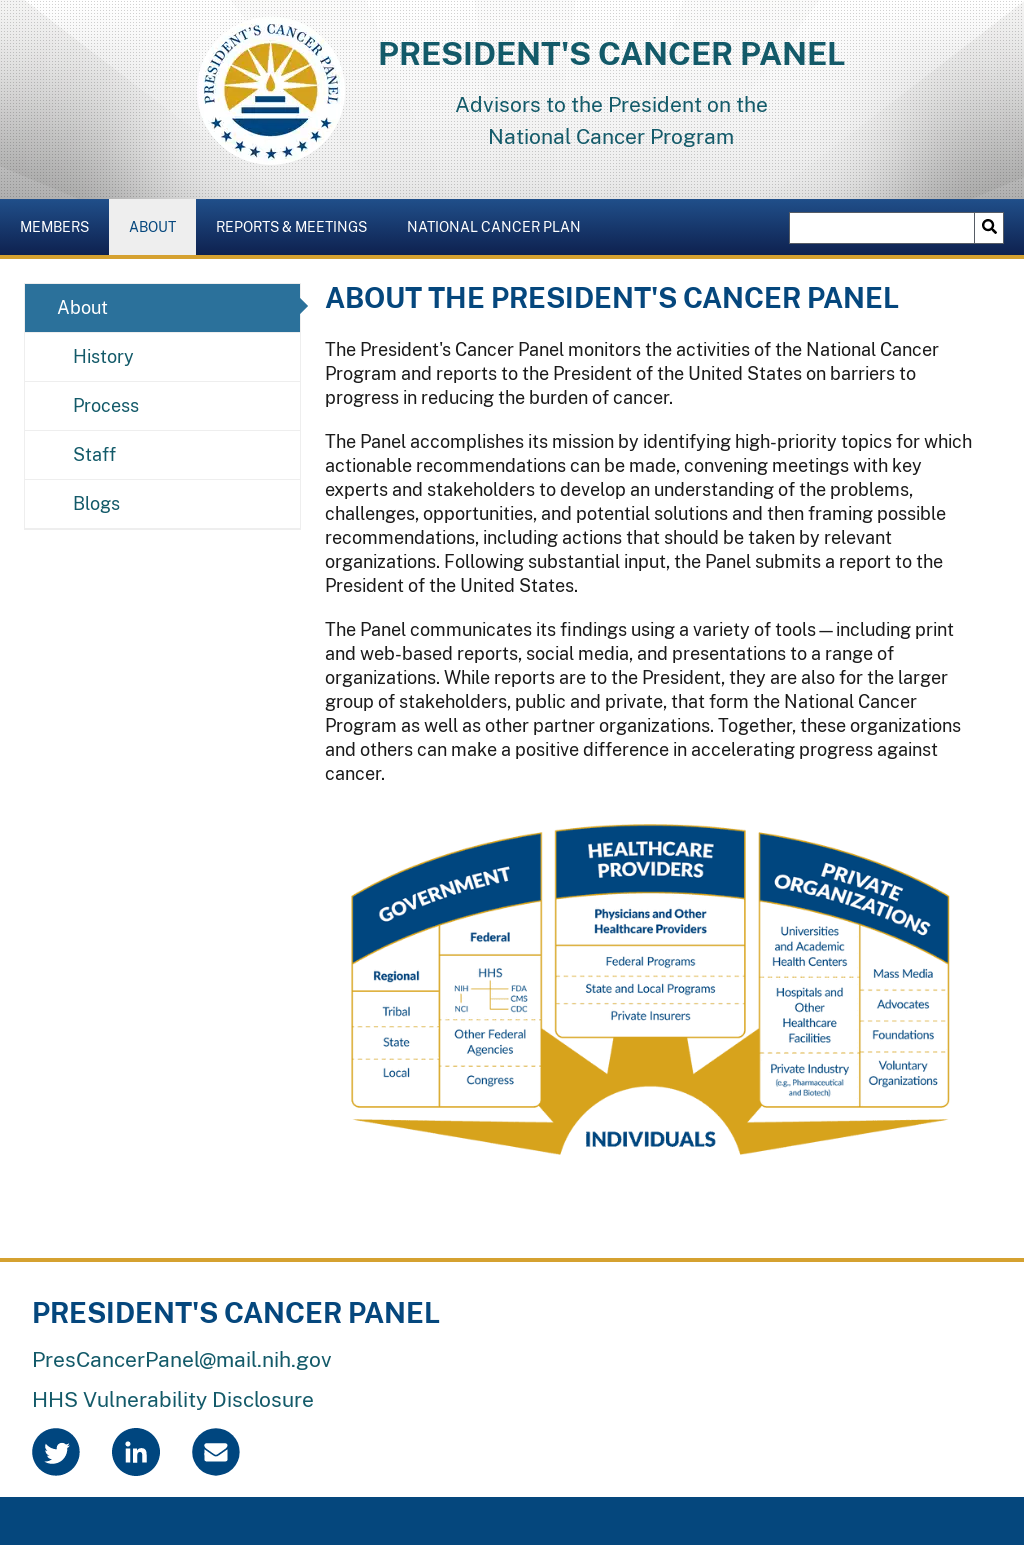 PRESIDENT'S CANCER PANEL
PRESIDENT'S CANCER PANEL
Advisors to the President on the
National Cancer Program
MEMBERS
ABOUT
REPORTS & MEETINGS
NATIONAL CANCER PLAN
About
History
Process
Staff
Blogs
ABOUT THE PRESIDENT'S CANCER PANEL
The President's Cancer Panel monitors the activities of the National Cancer
Program and reports to the President of the United States on barriers to
progress in reducing the burden of cancer.
The Panel accomplishes its mission by identifying high-priority topics for which
actionable recommendations can be made, convening meetings with key
experts and stakeholders to develop an understanding of the problems,
challenges, opportunities, and potential solutions and then framing possible
recommendations, including actions that should be taken by relevant
organizations. Following substantial input, the Panel submits a report to the
President of the United States.
The Panel communicates its findings using a variety of tools—including print
and web-based reports, social media, and presentations to a range of
organizations. While reports are to the President, they are also for the larger
group of stakeholders, public and private, that form the National Cancer
Program as well as other partner organizations. Together, these organizations
and others can make a positive difference in accelerating progress against
cancer.
GOVERNMENT
Regional
Tribal
State
Local
Federal
HHS
NIH
NCI
FDA
CMS
CDC
Other Federal
Agencies
Congress
HEALTHCARE
PROVIDERS
Physicians and Other
Healthcare Providers
Federal Programs
State and Local Programs
Private Insurers
PRIVATE
ORGANIZATIONS
Universities
and Academic
Health Centers
Hospitals and
Other
Healthcare
Facilities
Private Industry
(e.g., Pharmaceutical
and Biotech)
Mass Media
Advocates
Foundations
Voluntary
Organizations
INDIVIDUALS
PRESIDENT'S CANCER PANEL
PresCancerPanel@mail.nih.gov
HHS Vulnerability Disclosure
in